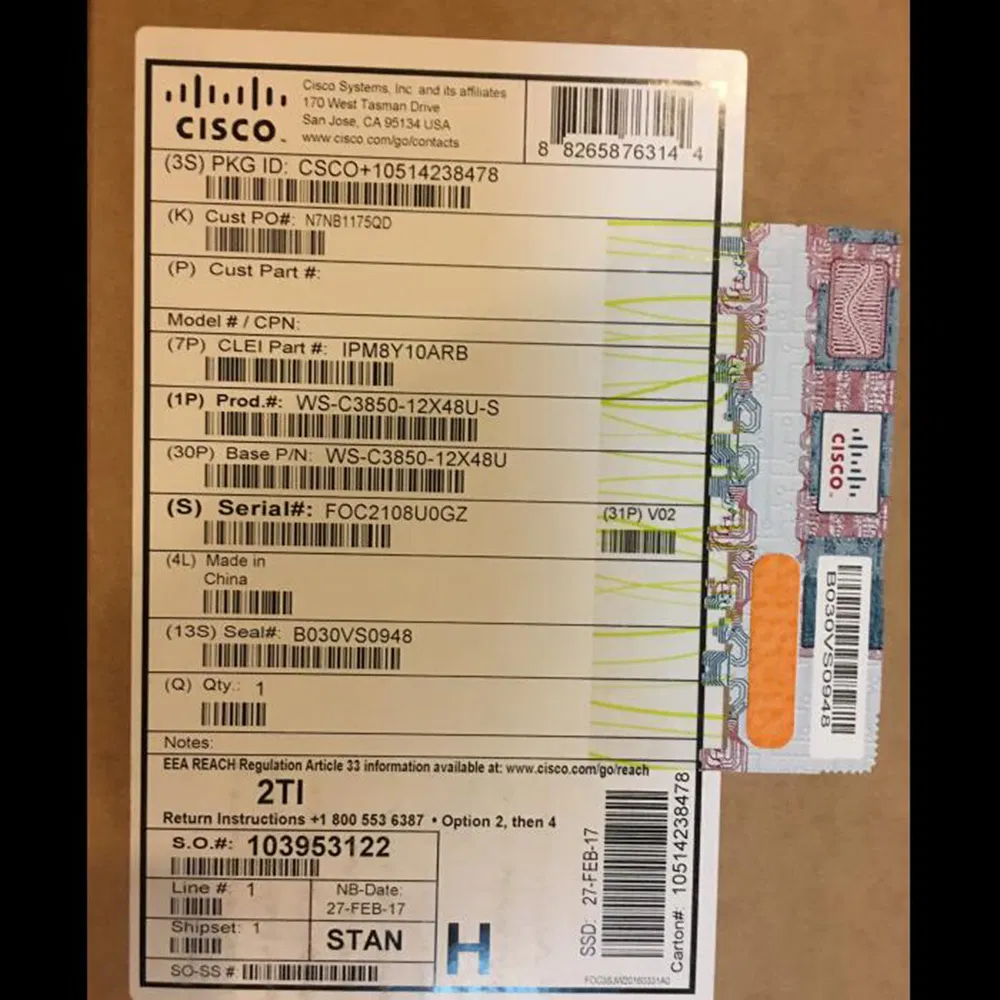 CISCO
Cisco Systems, Inc. and its affiliates
170 West Tasman Drive
San Jose, CA 95134 USA
www.cisco.com/go/contacts
8 82658 76314 4
(3S) PKG ID: CSCO+10514238478
(K) Cust PO#: N7NB1175QD
(P) Cust Part #:
Model # / CPN:
(7P) CLEI Part #: IPM8Y10ARB
(1P) Prod.#: WS-C3850-12X48U-S
(30P) Base P/N: WS-C3850-12X48U
(S) Serial#: FOC2108U0GZ
(31P) V02
(4L) Made in
China
(13S) Seal#: B030VS0948
(Q) Qty.: 1
Notes:
EEA REACH Regulation Article 33 information available at: www.cisco.com/go/reach
2TI
Return Instructions +1 800 553 6387 • Option 2, then 4
S.O.#: 103953122
Line #: 1
NB-Date:
27-FEB-17
Shipset: 1
STAN
SO-SS #:
H
SSD: 27-FEB-17
Carton#: 10514238478
CISCO
B030VS0948